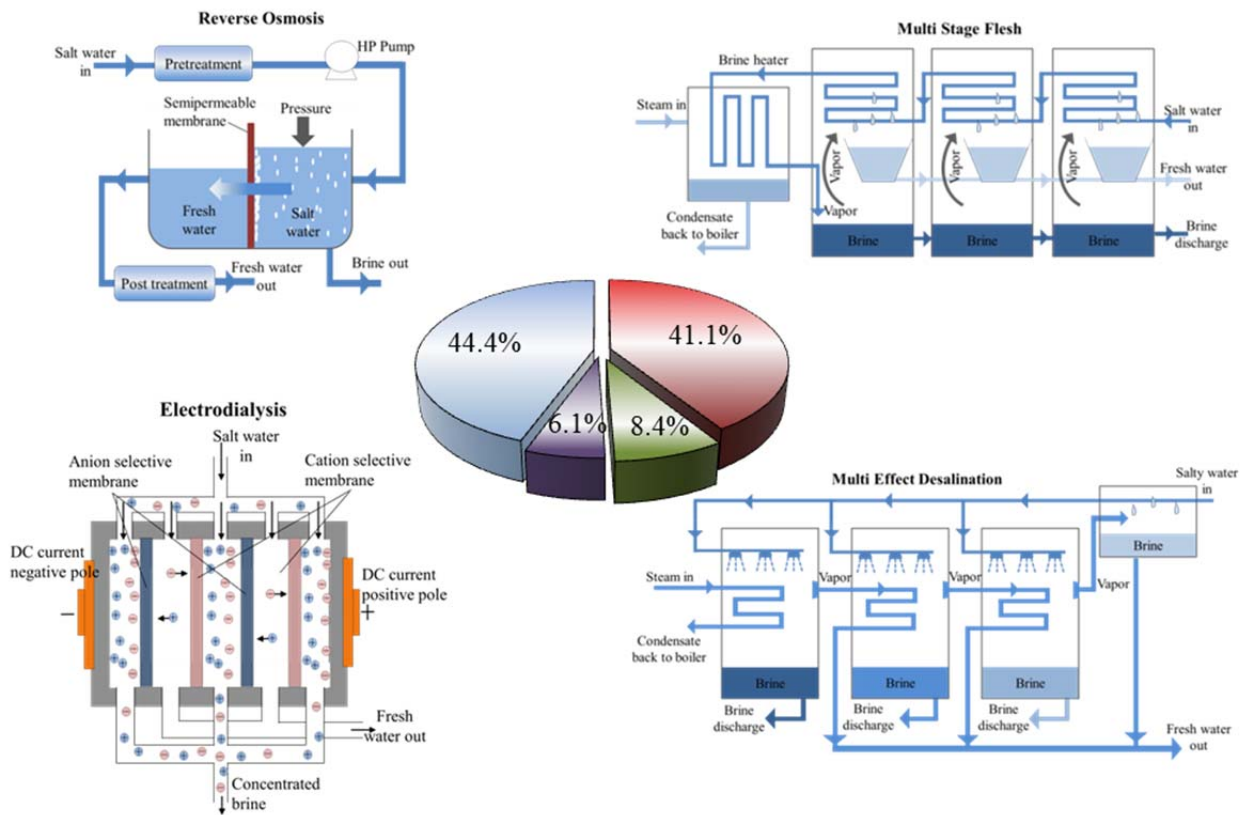 Reverse Osmosis
Salt water
in
Pretreatment
HP Pump
Semipermeable
membrane
Pressure
Fresh
water
Salt
water
Post treatment
Fresh water
out
Brine out
Multi Stage Flesh
Brine heater
Steam in
Salt water
in
Vapor
Vapor
Vapor
Fresh water
out
Vapor
Condensate
back to boiler
Brine
Brine
Brine
Brine
discharge
44.4%
41.1%
6.1%
8.4%
Electrodialysis
Salt water
in
Anion selective
membrane
Cation selective
membrane
DC current
negative pole
DC current
positive pole
−
+
Fresh
water out
Concentrated
brine
Multi Effect Desalination
Salty water
in
Brine
Steam in
Vapor
Vapor
Vapor
Condensate
back to boiler
Brine
Brine
Brine
Brine
discharge
Brine
discharge
Brine
discharge
Fresh water
out